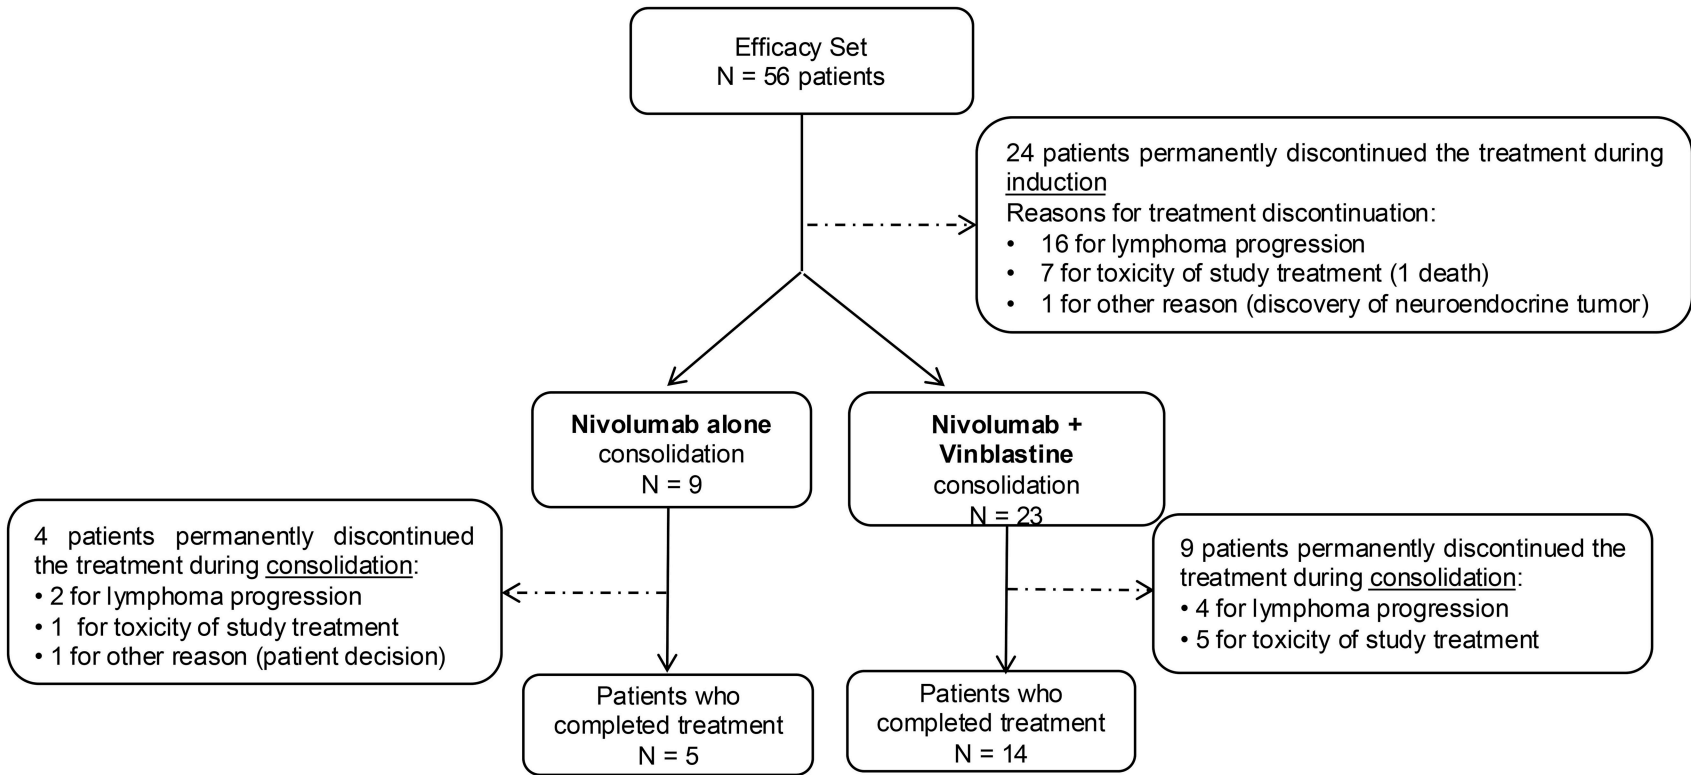 Efficacy Set
N = 56 patients
24 patients permanently discontinued the treatment during
induction
Reasons for treatment discontinuation:
• 16 for lymphoma progression
• 7 for toxicity of study treatment (1 death)
• 1 for other reason (discovery of neuroendocrine tumor)
Nivolumab alone
consolidation
N = 9
Nivolumab +
Vinblastine
consolidation
N = 23
4 patients permanently discontinued
the treatment during consolidation:
• 2 for lymphoma progression
• 1 for toxicity of study treatment
• 1 for other reason (patient decision)
9 patients permanently discontinued the
treatment during consolidation:
• 4 for lymphoma progression
• 5 for toxicity of study treatment
Patients who
completed treatment
N = 5
Patients who
completed treatment
N = 14